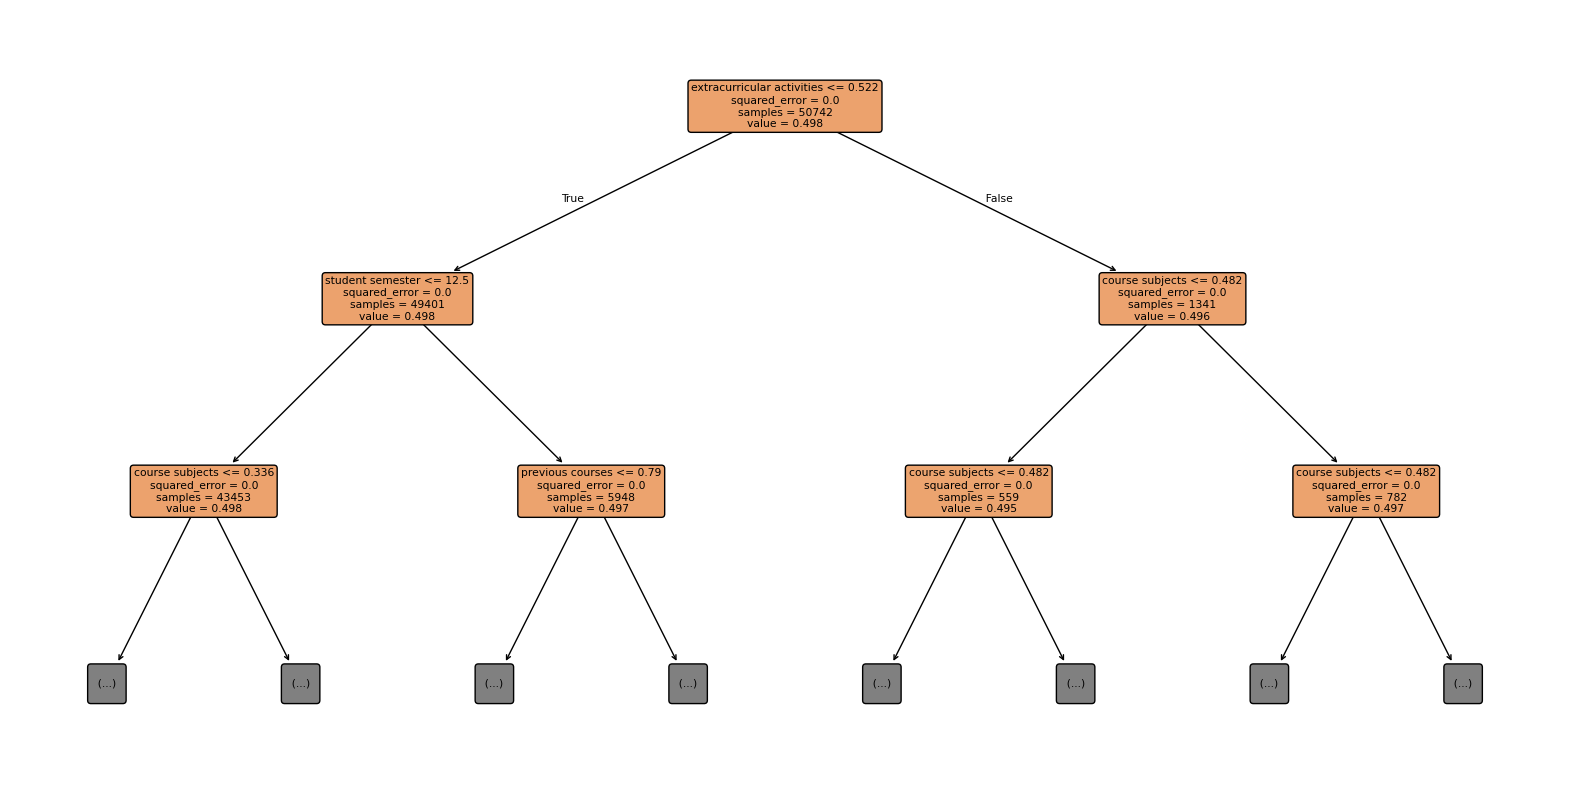 extracurricular activities <= 0.522
squared_error = 0.0
samples = 50742
value = 0.498
True
False
student semester <= 12.5
squared_error = 0.0
samples = 49401
value = 0.498
course subjects <= 0.482
squared_error = 0.0
samples = 1341
value = 0.496
course subjects <= 0.336
squared_error = 0.0
samples = 43453
value = 0.498
previous courses <= 0.79
squared_error = 0.0
samples = 5948
value = 0.497
course subjects <= 0.482
squared_error = 0.0
samples = 559
value = 0.495
course subjects <= 0.482
squared_error = 0.0
samples = 782
value = 0.497
(...)
(...)
(...)
(...)
(...)
(...)
(...)
(...)